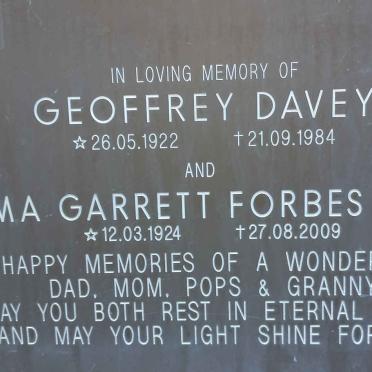 IN LOVING MEMORY OF
GEOFFREY DAVEY
☆26.05.1922 †21.09.1984
AND
MA GARRETT FORBES
☆12.03.1924 †27.08.2009
HAPPY MEMORIES OF A WONDER
DAD, MOM, POPS & GRANNY
AY YOU BOTH REST IN ETERNAL
AND MAY YOUR LIGHT SHINE FOR